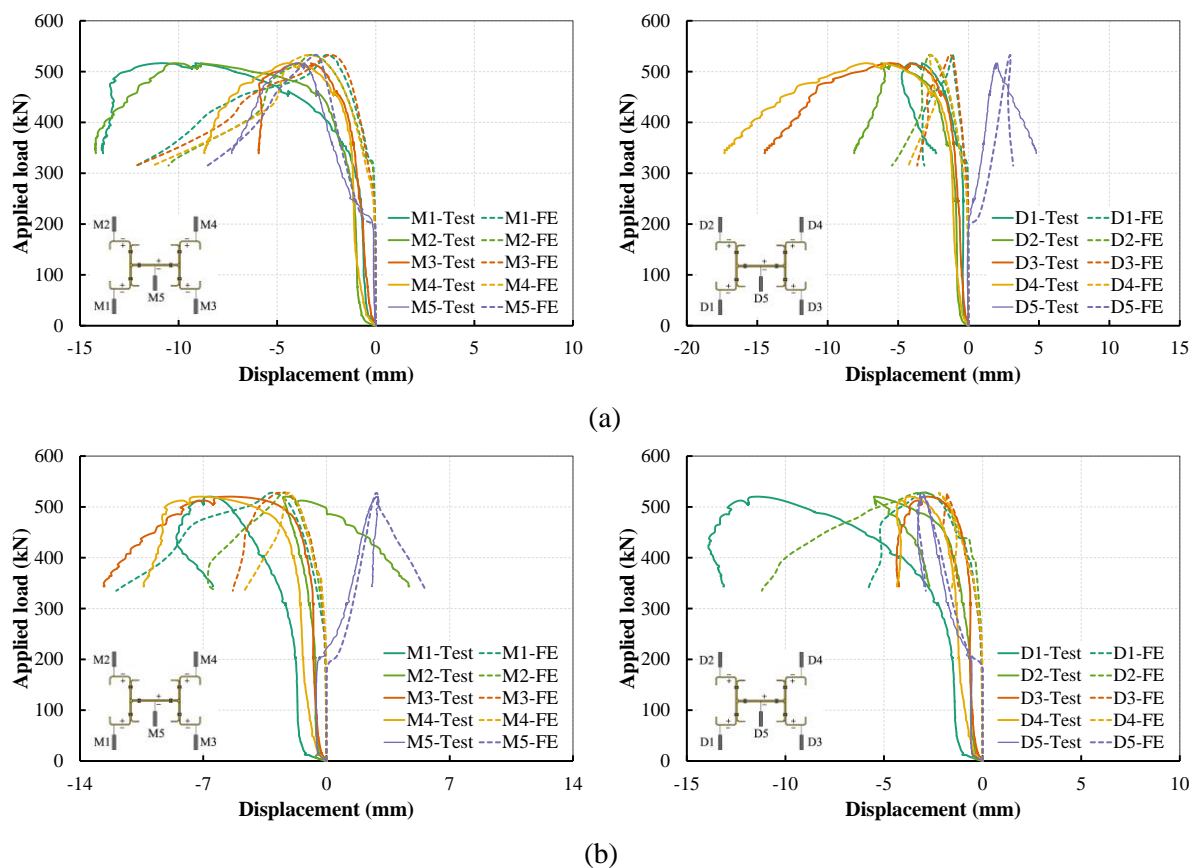 600
500
400
300
200
100
0
Applied load (kN)
M2 M4
M5
M1 M3
M1-Test M1-FE
M2-Test M2-FE
M3-Test M3-FE
M4-Test M4-FE
M5-Test M5-FE
-15 -10 -5 0 5 10
Displacement (mm)
600
500
400
300
200
100
0
Applied load (kN)
D2 D4
D5
D1 D3
D1-Test D1-FE
D2-Test D2-FE
D3-Test D3-FE
D4-Test D4-FE
D5-Test D5-FE
-20 -15 -10 -5 0 5 10 15
Displacement (mm)
(a)
600
500
400
300
200
100
0
Applied load (kN)
M2 M4
M5
M1 M3
M1-Test M1-FE
M2-Test M2-FE
M3-Test M3-FE
M4-Test M4-FE
M5-Test M5-FE
-14 -7 0 7 14
Displacement (mm)
600
500
400
300
200
100
0
Applied load (kN)
D2 D4
D5
D1 D3
D1-Test D1-FE
D2-Test D2-FE
D3-Test D3-FE
D4-Test D4-FE
D5-Test D5-FE
-15 -10 -5 0 5 10
Displacement (mm)
(b)